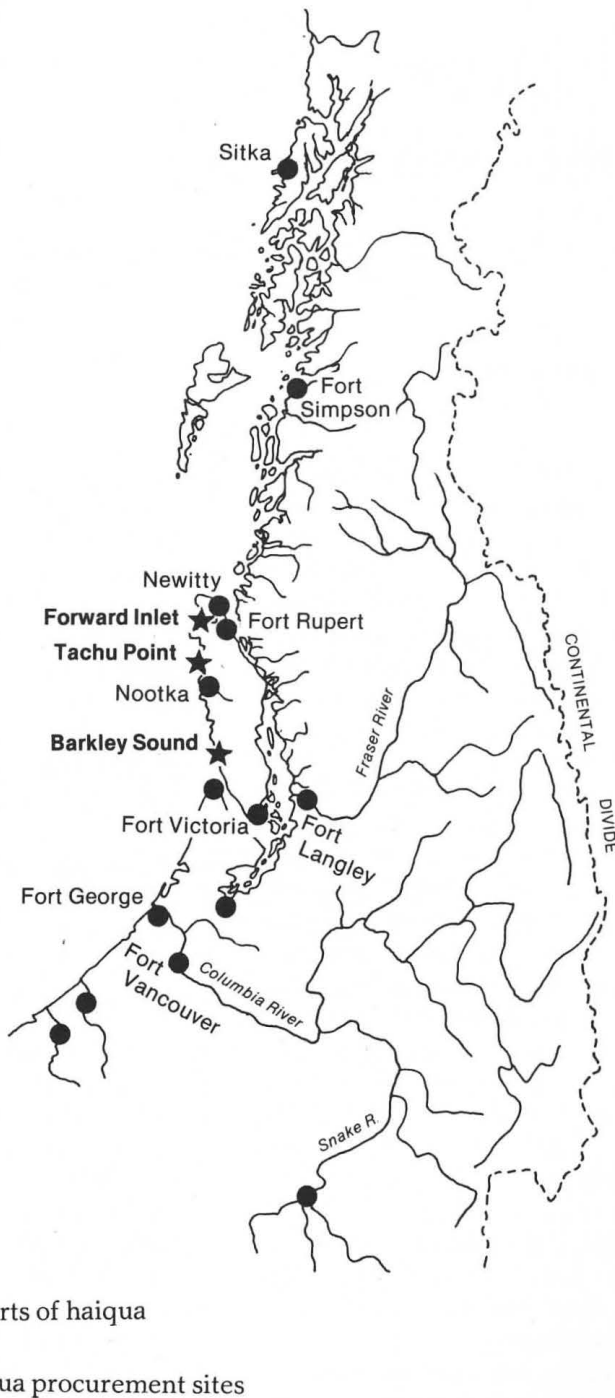 Sitka
Fort
Simpson
Newitty
Forward Inlet
Fort Rupert
Tachu Point
Nootka
Barkley Sound
Fraser River
CONTINENTAL
DIVIDE
Fort Victoria
Fort
Langley
Fort George
Fort
Vancouver
Columbia River
Snake R.
rts of haiqua
ua procurement sites